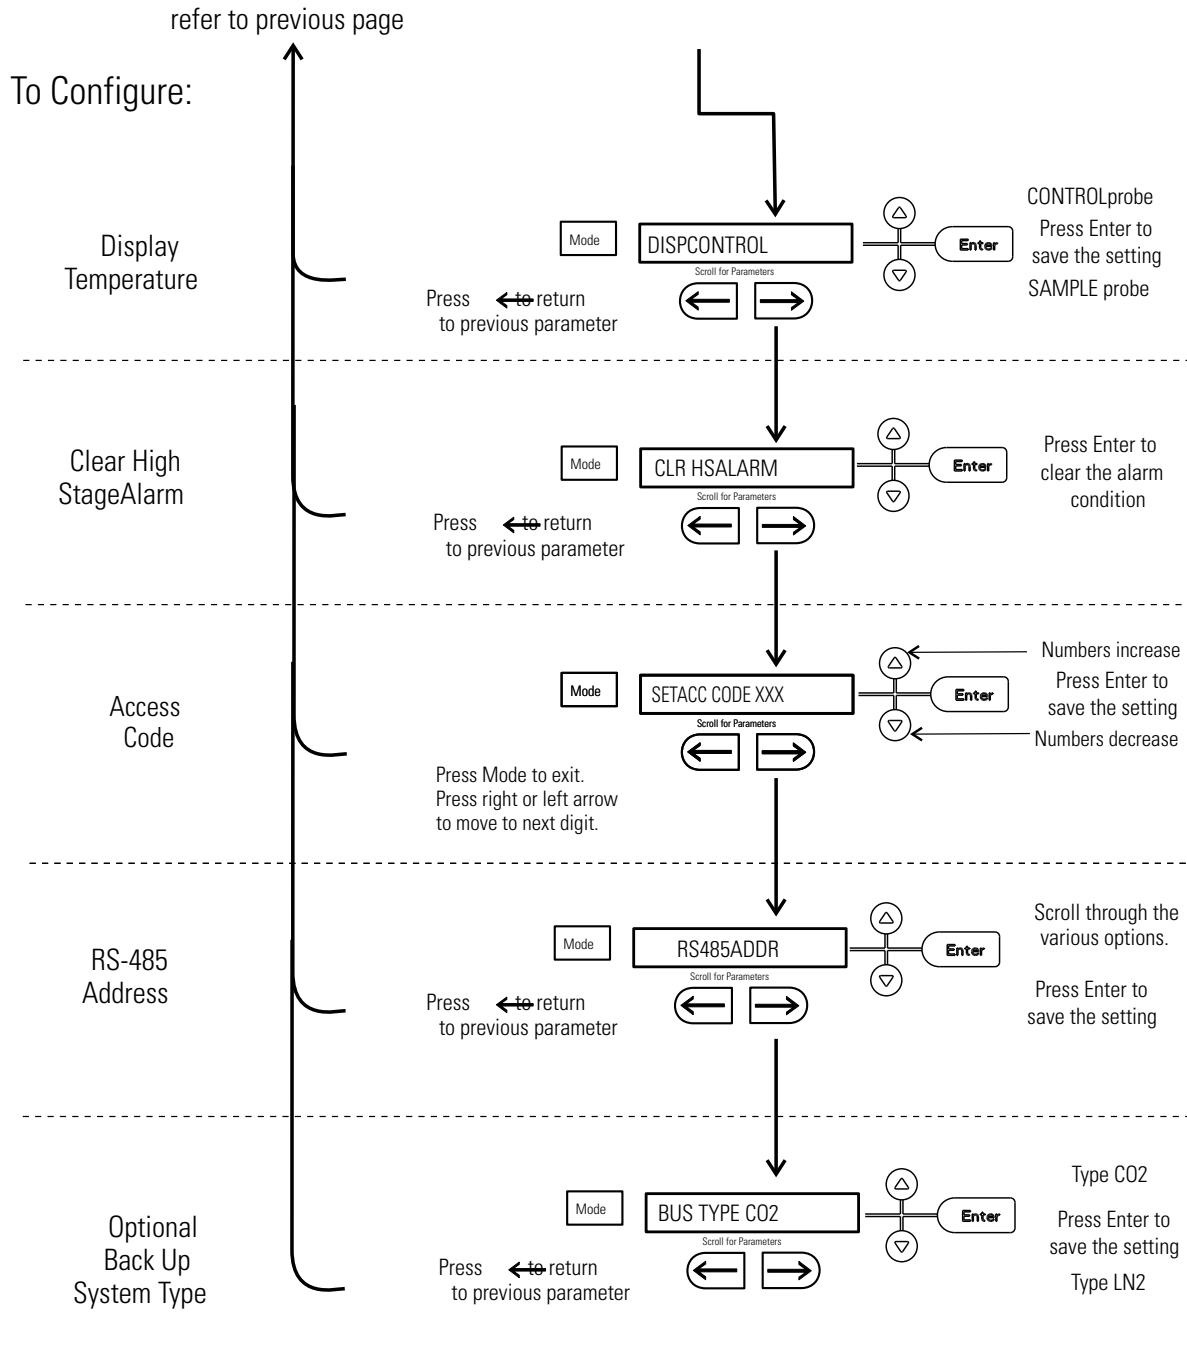 refer to previous page
To Configure:
Display
Temperature
Mode
DISPCONTROL
Scroll for Parameters
Enter
CONTROLprobe
Press Enter to
save the setting
SAMPLE probe
Press to return
to previous parameter
Clear High
StageAlarm
Mode
CLR HSALARM
Scroll for Parameters
Enter
Press Enter to
clear the alarm
condition
Press to return
to previous parameter
Access
Code
Mode
SETACC CODE XXX
Scroll for Parameters
Enter
Numbers increase
Press Enter to
save the setting
Numbers decrease
Press Mode to exit.
Press right or left arrow
to move to next digit.
RS-485
Address
Mode
RS485ADDR
Scroll for Parameters
Enter
Scroll through the
various options.
Press Enter to
save the setting
Press to return
to previous parameter
Optional
Back Up
System Type
Mode
BUS TYPE CO2
Scroll for Parameters
Enter
Type CO2
Press Enter to
save the setting
Type LN2
Press to return
to previous parameter